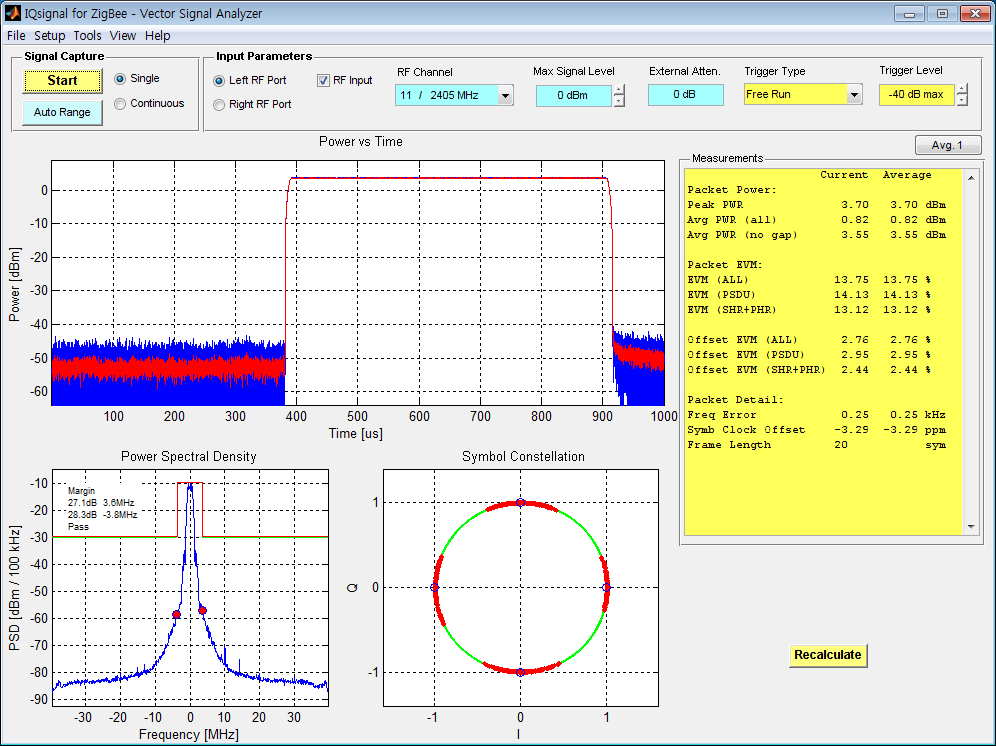 IQsignal for ZigBee - Vector Signal Analyzer
File Setup Tools View Help
Signal Capture
Start
Auto Range
Single
Continuous
Input Parameters
Left RF Port
Right RF Port
RF Input
RF Channel
11 / 2405 MHz
Max Signal Level
0 dBm
External Atten.
0 dB
Trigger Type
Free Run
Trigger Level
-40 dB max
Avg. 1
Power vs Time
Power [dBm]
0
-10
-20
-30
-40
-50
-60
100 200 300 400 500 600 700 800 900 1000
Time [us]
Measurements
Current Average
Packet Power:
Peak PWR 3.70 3.70 dBm
Avg PWR (all) 0.82 0.82 dBm
Avg PWR (no gap) 3.55 3.55 dBm
Packet EVM:
EVM (ALL) 13.75 13.75 %
EVM (PSDU) 14.13 14.13 %
EVM (SHR+PHR) 13.12 13.12 %
Offset EVM (ALL) 2.76 2.76 %
Offset EVM (PSDU) 2.95 2.95 %
Offset EVM (SHR+PHR) 2.44 2.44 %
Packet Detail:
Freq Error 0.25 0.25 kHz
Symb Clock Offset -3.29 -3.29 ppm
Frame Length 20 sym
Power Spectral Density
PSD [dBm / 100 kHz]
-10
-20
-30
-40
-50
-60
-70
-80
-90
Margin
27.1dB 3.6MHz
28.3dB -3.8MHz
Pass
-30 -20 -10 0 10 20 30
Frequency [MHz]
Symbol Constellation
Q
1
0
-1
-1 0 1
I
Recalculate